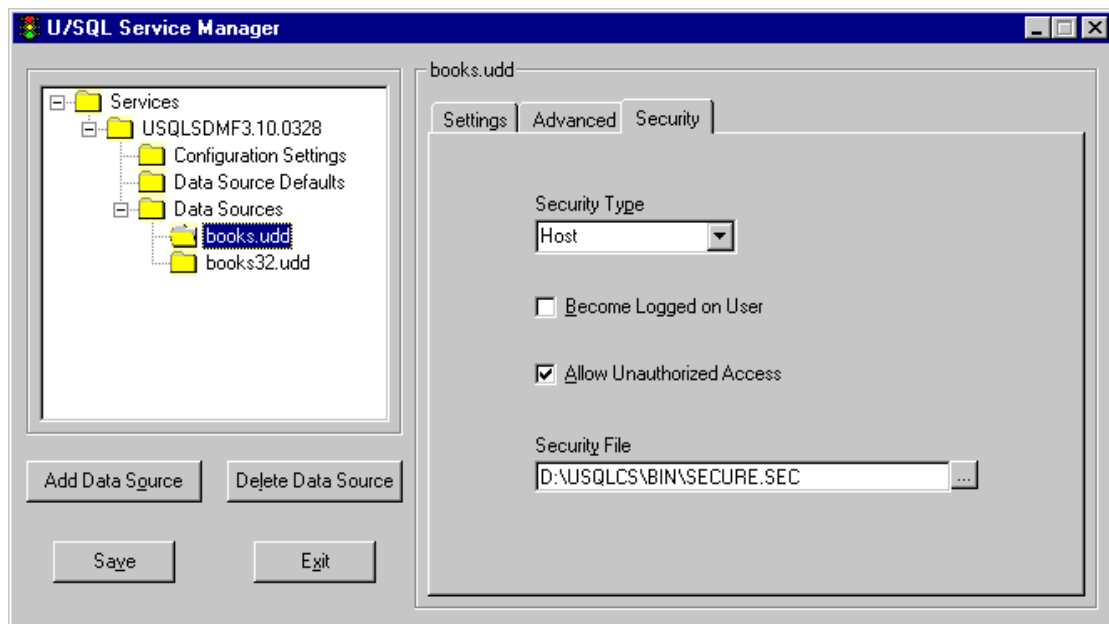 U/SQL Service Manager
Services
USQLSDMF3.10.0328
Configuration Settings
Data Source Defaults
Data Sources
books.udd
books32.udd
Add Data Source
Delete Data Source
Save
Exit
books.udd
Settings
Advanced
Security
Security Type
Host
Become Logged on User
Allow Unauthorized Access
Security File
D:\USQLCS\BIN\SECURE.SEC
...